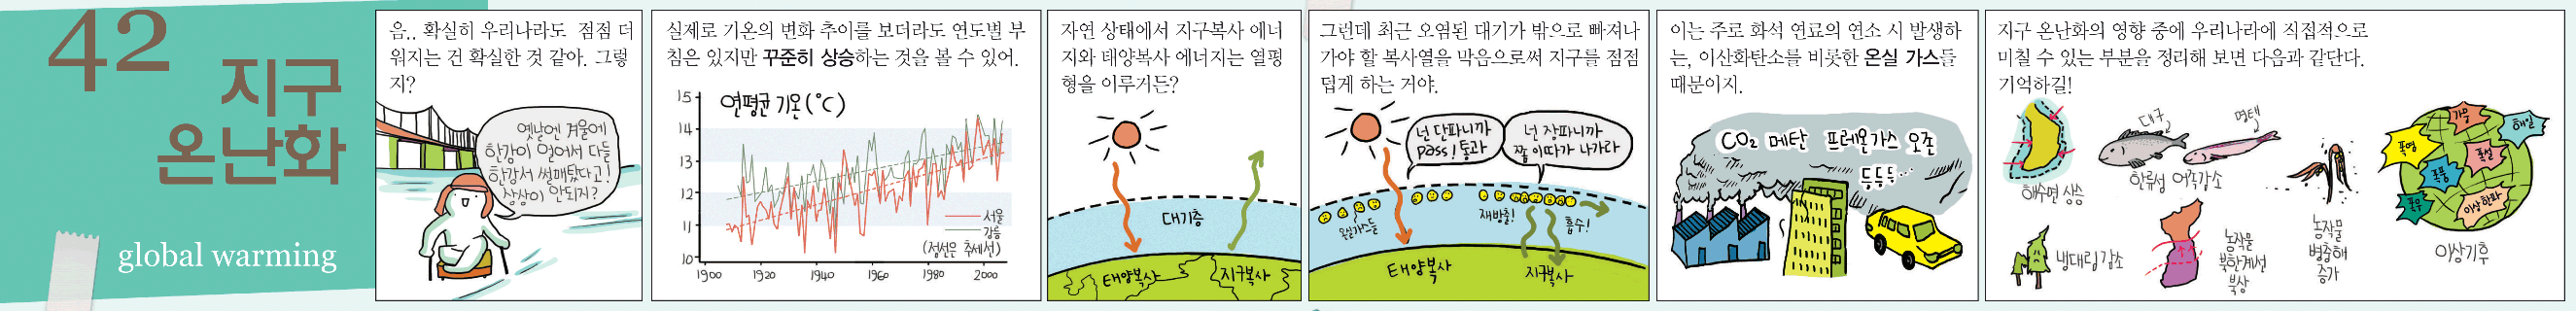 42
지구
온난화
global warming
음.. 확실히 우리나라도 점점 더
워지는 건 확실한 것 같아. 그렇
지?
옛날엔 겨울에
한강이 얼어서 다들
한강서 썰매탔다고!
상상이 안되지?
실제로 기온의 변화 추이를 보더라도 연도별 부
침은 있지만 꾸준히 상승하는 것을 볼 수 있어.
연평균 기온(℃)
15
14
13
12
11
10
서울
강릉
(점선은 추세선)
1900 1920 1940 1960 1980 2000
자연 상태에서 지구복사 에너
지와 태양복사 에너지는 열평
형을 이루거든?
대기층
태양복사
지구복사
그런데 최근 오염된 대기가 밖으로 빠져나
가야 할 복사열을 막음으로써 지구를 점점
덥게 하는 거야.
넌 단파니까
pass! 통과
넌 장파니까
쫌 이따가 나가라
온실가스들
재방출!
흡수!
태양복사
지구복사
이는 주로 화석 연료의 연소 시 발생하
는, 이산화탄소를 비롯한 온실 가스들
때문이지.
CO₂ 메탄 프레온가스 오존
등등등…
지구 온난화의 영향 중에 우리나라에 직접적으로
미칠 수 있는 부분을 정리해 보면 다음과 같단다.
기억하길!
해수면 상승
대구
명태
한류성 어족감소
냉대림 감소
농작물
북한계선
북상
농작물
병충해
증가
가뭄
해일
폭염
폭설
폭풍
폭우
이상한파
이상기후